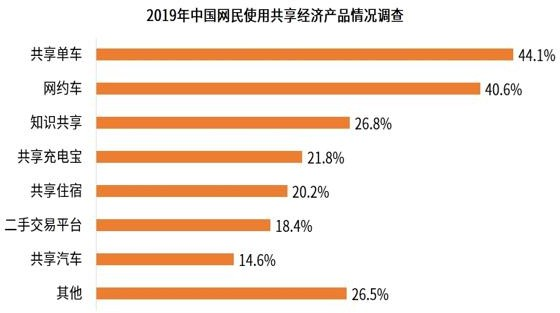 2019年中国网民使用共享经济产品情况调查
共享单车 44.1%
网约车 40.6%
知识共享 26.8%
共享充电宝 21.8%
共享住宿 20.2%
二手交易平台 18.4%
共享汽车 14.6%
其他 26.5%